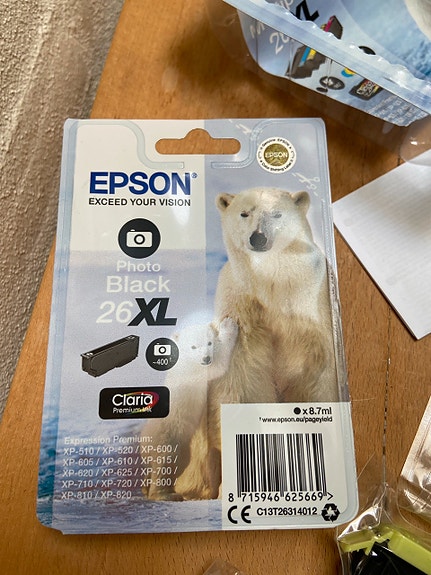 EPSON®
EXCEED YOUR VISION
EPSON
Photo
Black
26XL
~400¹
Claria
Premium Ink
x 8.7ml
¹www.epson.eu/pageyield
Expression Premium:
XP-510 / XP-520 / XP-600 /
XP-605 / XP-610 / XP-615 /
XP-620 / XP-625 / XP-700 /
XP-710 / XP-720 / XP-800 /
XP-810 / XP-820
8 715946 625669 >
CE C13T26314012